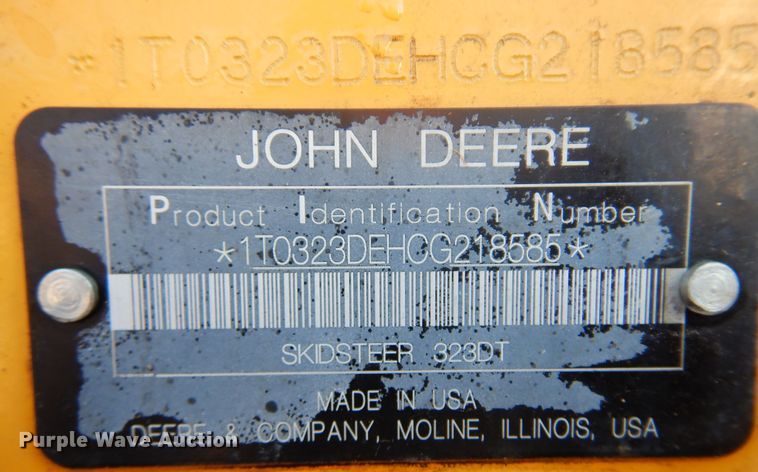 *1T0323DEHCG218585
JOHN DEERE
Product Identification Number
*1T0323DEHCG218585*
SKIDSTEER 323DT
MADE IN USA
DEERE & COMPANY, MOLINE, ILLINOIS, USA
Purple Wave Auction